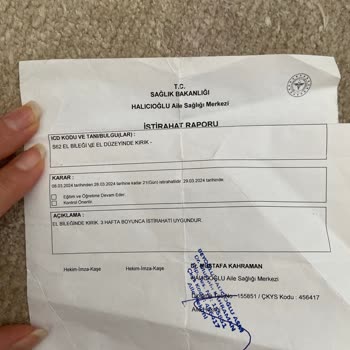 T.C.
SAĞLIK BAKANLIĞI
HALICIOĞLU Aile Sağlığı Merkezi
İSTİRAHAT RAPORU
ICD KODU VE TANI(BULGULAR) :
S62 EL BİLEĞİ VE EL DÜZEYİNDE KIRIK -
KARAR :
08.03.2024 tarihinden 28.03.2024 tarihine kadar 21(Gün) istirahatlidir. 29.03.2024 tarihinde:
Eğitim ve Öğretime Devam Eder.
Kontrol Önerilir
AÇIKLAMA :
EL BİLEĞİNDE KIRIK. 3 HAFTA BOYUNCA İSTİRAHATI UYGUNDUR.
Hekim-İmza-Kaşe
Hekim-İmza-Kaşe
Dr. MUSTAFA KAHRAMAN
HALICIOĞLU Aile Sağlığı Merkezi
155851 / ÇKYS Kodu : 456417